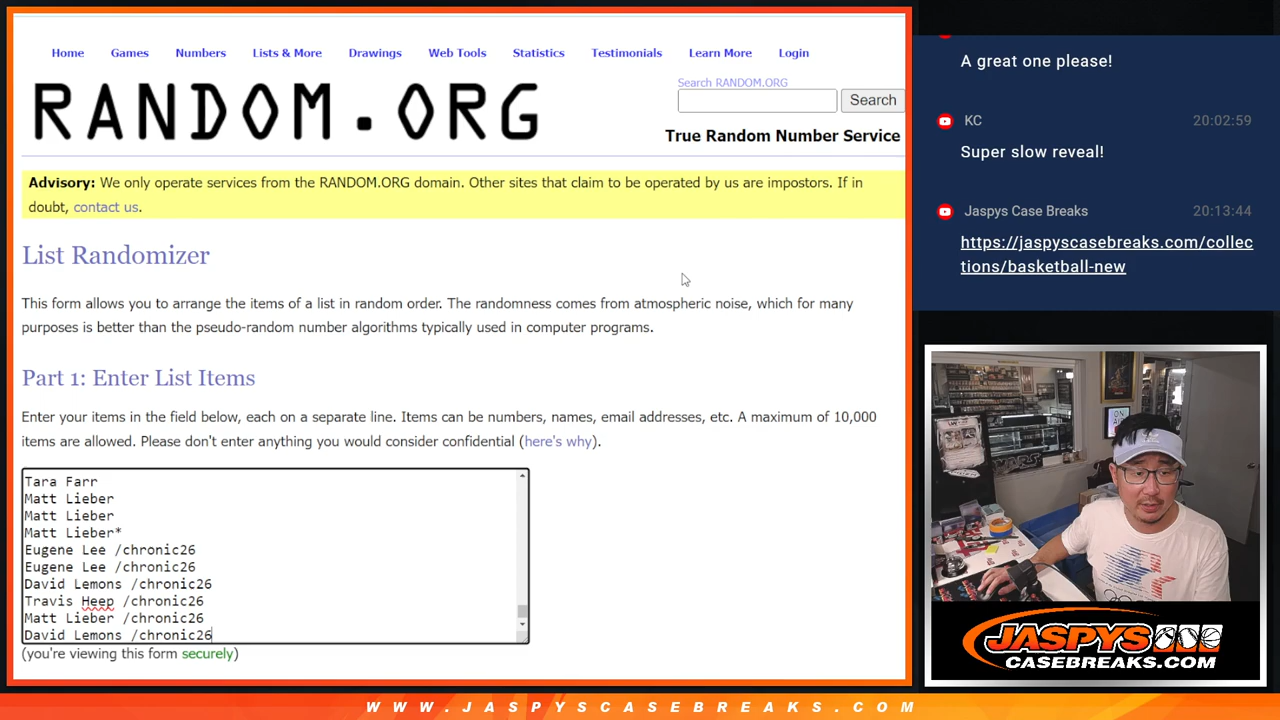 Home Games Numbers Lists & More Drawings Web Tools Statistics Testimonials Learn More Login
RANDOM.ORG
Search RANDOM.ORG
Search
True Random Number Service
Advisory: We only operate services from the RANDOM.ORG domain. Other sites that claim to be operated by us are impostors. If in
doubt, contact us.
List Randomizer
This form allows you to arrange the items of a list in random order. The randomness comes from atmospheric noise, which for many
purposes is better than the pseudo-random number algorithms typically used in computer programs.
Part 1: Enter List Items
Enter your items in the field below, each on a separate line. Items can be numbers, names, email addresses, etc. A maximum of 10,000
items are allowed. Please don't enter anything you would consider confidential (here's why).
Tara Farr
Matt Lieber
Matt Lieber
Matt Lieber*
Eugene Lee /chronic26
Eugene Lee /chronic26
David Lemons /chronic26
Travis Heep /chronic26
Matt Lieber /chronic26
David Lemons /chronic26
(you're viewing this form securely)
A great one please!
KC 20:02:59
Super slow reveal!
Jaspys Case Breaks 20:13:44
https://jaspyscasebreaks.com/collec
tions/basketball-new
ON
AIR
JASPYS
CASEBREAKS.COM
WWW.JASPYSCASEBREAKS.COM